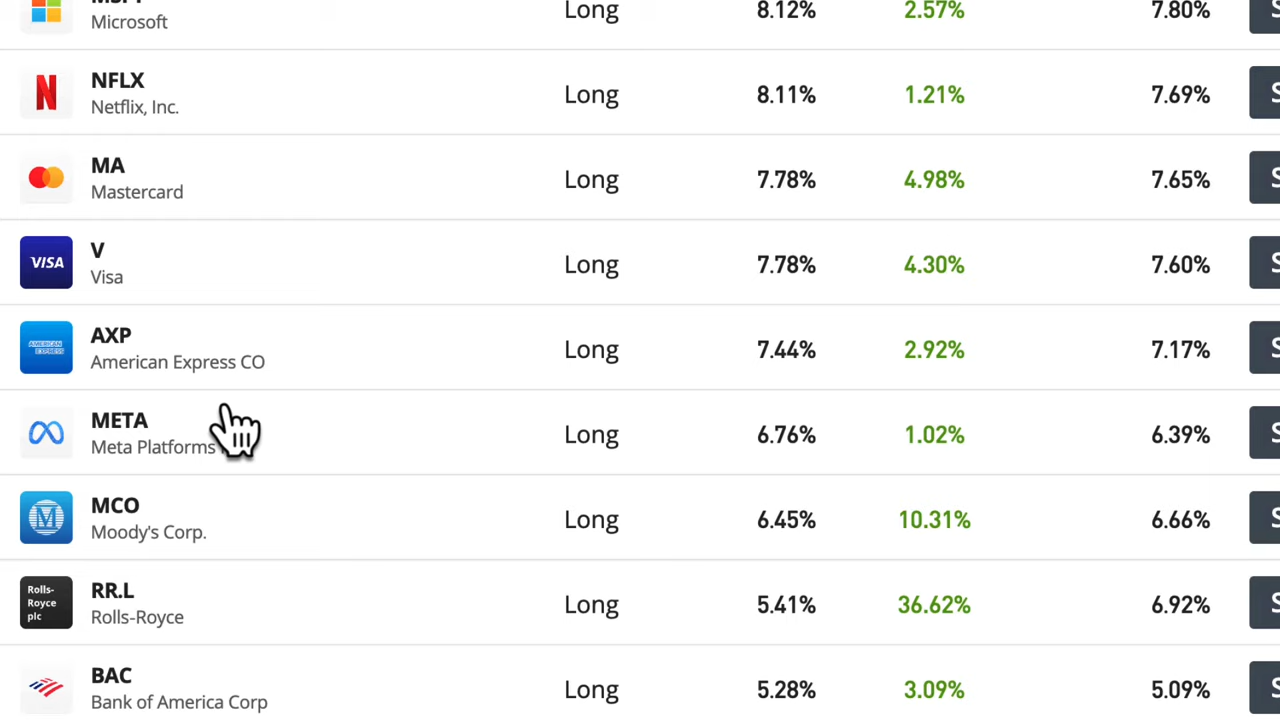 Microsoft Long 8.12% 2.57% 7.80%
NFLX
Netflix, Inc. Long 8.11% 1.21% 7.69%
MA
Mastercard Long 7.78% 4.98% 7.65%
VISA V
Visa Long 7.78% 4.30% 7.60%
AMERICAN EXPRESS AXP
American Express CO Long 7.44% 2.92% 7.17%
META
Meta Platforms Long 6.76% 1.02% 6.39%
M MCO
Moody's Corp. Long 6.45% 10.31% 6.66%
Rolls-
Royce
plc
RR.L
Rolls-Royce Long 5.41% 36.62% 6.92%
BAC
Bank of America Corp Long 5.28% 3.09% 5.09%